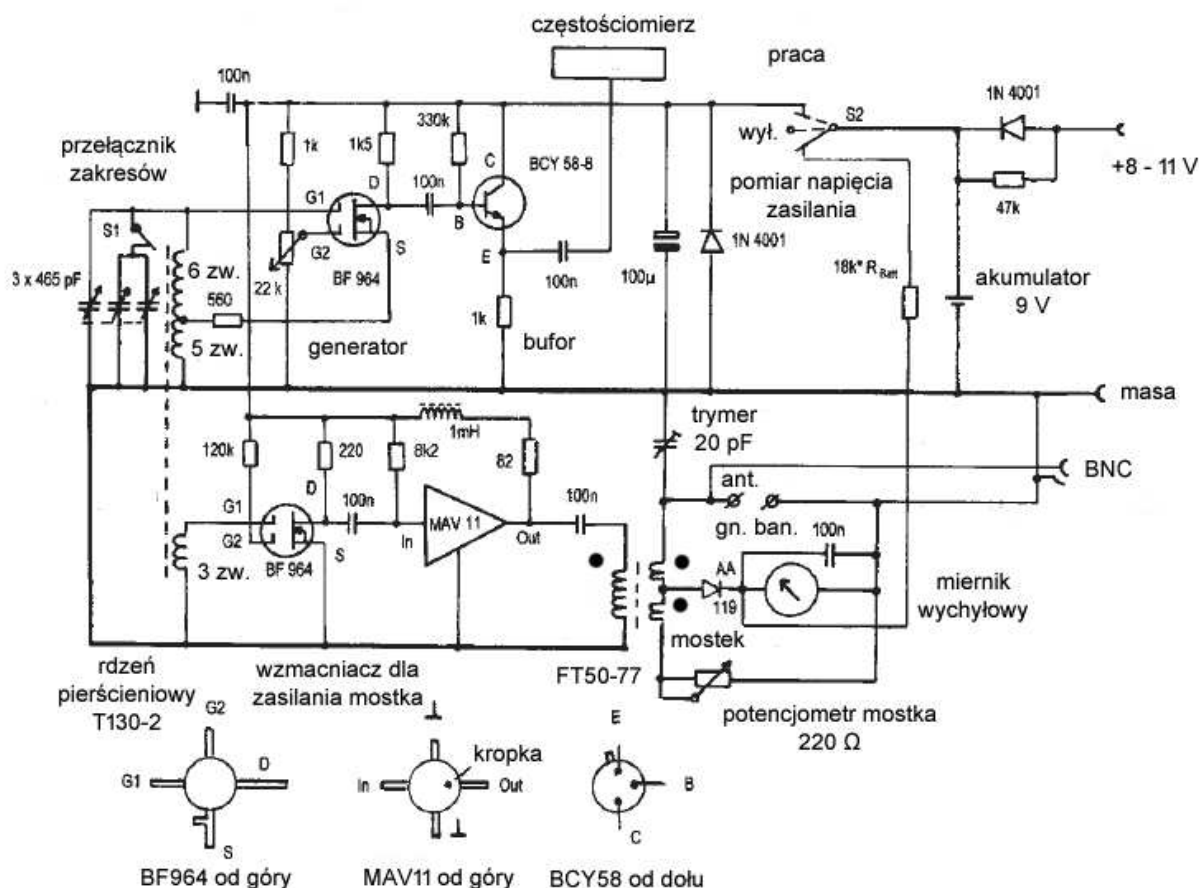 częstościomierz
praca
100n
1N 4001
S2
wył.
+8 - 11 V
przełącznik
zakresów
1k
1k5
330k
C
BCY 58-8
D
100n
B
pomiar napięcia
zasilania
47k
S1
G1
G2
S
E
100n
100µ
1N 4001
18k* R Batt
akumulator
9 V
3 x 465 pF
6 zw.
560
22 k
BF 964
1k
5 zw.
generator
bufor
masa
trymer
20 pF
120k
220
8k2
1mH
82
BNC
ant.
gn. ban.
G1
D
100n
MAV 11
100n
100n
G2
S
In
Out
3 zw.
BF 964
AA
119
miernik
wychyłowy
mostek
rdzeń
pierścieniowy
T130-2
wzmacniacz dla
zasilania mostka
FT50-77
potencjometr mostka
220 Ω
G2
kropka
E
G1
D
In
Out
B
S
C
BF964 od góry
MAV11 od góry
BCY58 od dołu